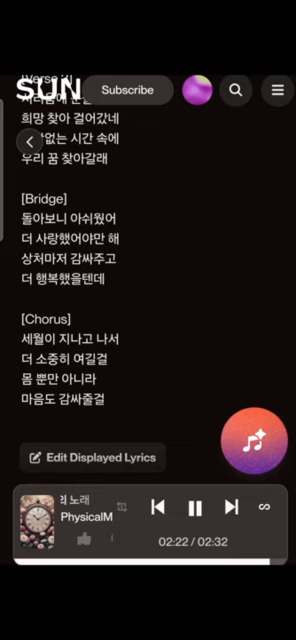 SUN
Subscribe
희망 찾아 걸어갔네
없는 시간 속에
우리 꿈 찾아갈래
[Bridge]
돌아보니 아쉬웠어
더 사랑했어야만 해
상처마저 감싸주고
더 행복했을텐데
[Chorus]
세월이 지나고 나서
더 소중히 여길걸
몸 뿐만 아니라
마음도 감싸줄걸
Edit Displayed Lyrics
노래
PhysicalM
02:22 / 02:32